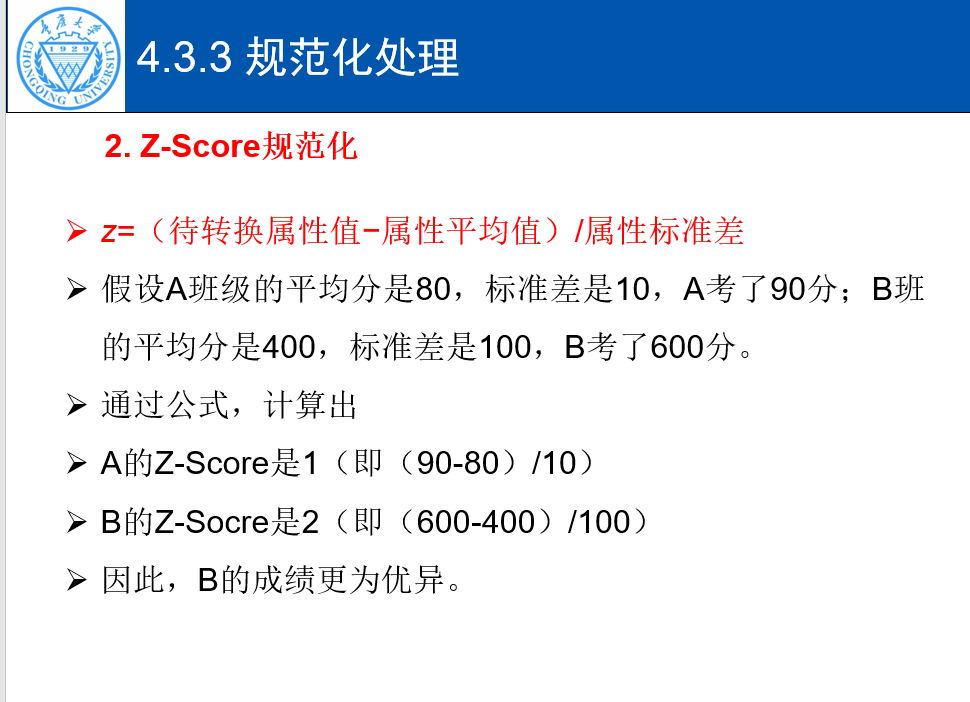 重庆大学
1929
CHONGQING UNIVERSITY
4.3.3 规范化处理
2. Z-Score规范化
➢ z=（待转换属性值−属性平均值）/属性标准差
➢ 假设A班级的平均分是80，标准差是10，A考了90分；B班
的平均分是400，标准差是100，B考了600分。
➢ 通过公式，计算出
➢ A的Z-Score是1（即（90-80）/10）
➢ B的Z-Socre是2（即（600-400）/100）
➢ 因此，B的成绩更为优异。